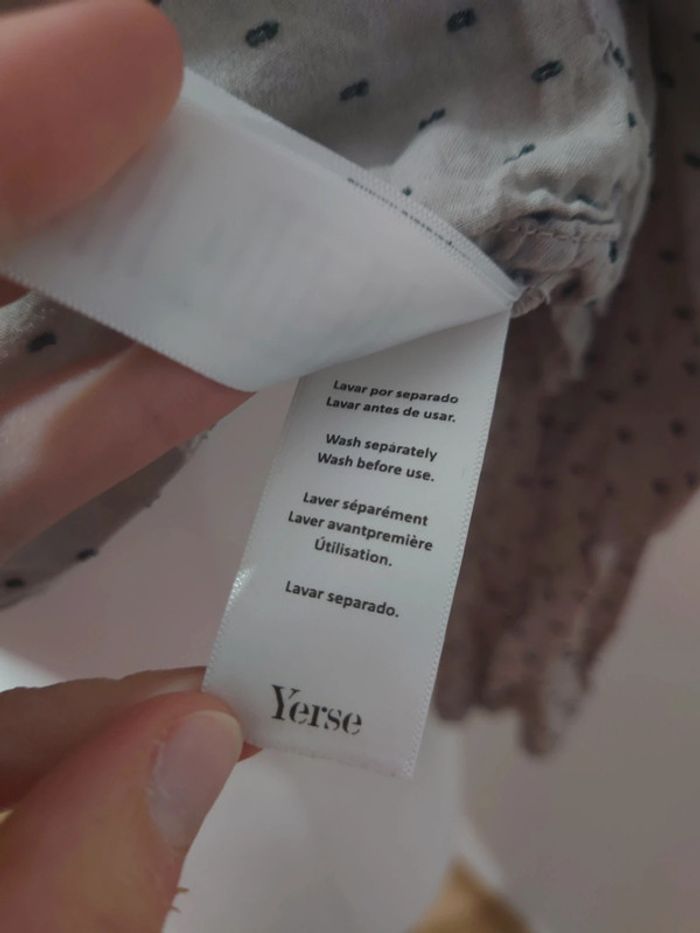 Lavar por separado
Lavar antes de usar.
Wash separately
Wash before use.
Laver séparément
Laver avantpremière
Útilisation.
Lavar separado.
Yerse